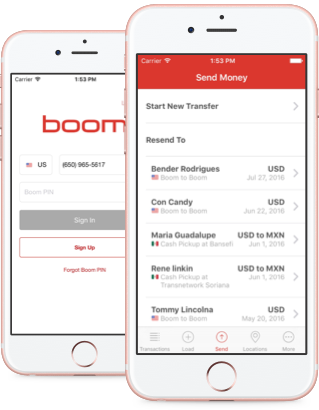 Carrier 1:53 PM
boom
US (650) 965-5617
Boom PIN
Sign In
Sign Up
Forgot Boom PIN
Carrier 1:53 PM
Send Money
Start New Transfer
Resend To
Bender Rodrigues USD
Boom to Boom Jul 27, 2016
Con Candy USD
Boom to Boom Jun 22, 2016
Maria Guadalupe USD to MXN
Cash Pickup at Bansefi Jun 1, 2016
Rene linkin USD to MXN
Cash Pickup at Jun 1, 2016
Transnetwork Soriana
Tommy Lincolna USD
Boom to Boom May 20, 2016
Transactions Load Send Locations More